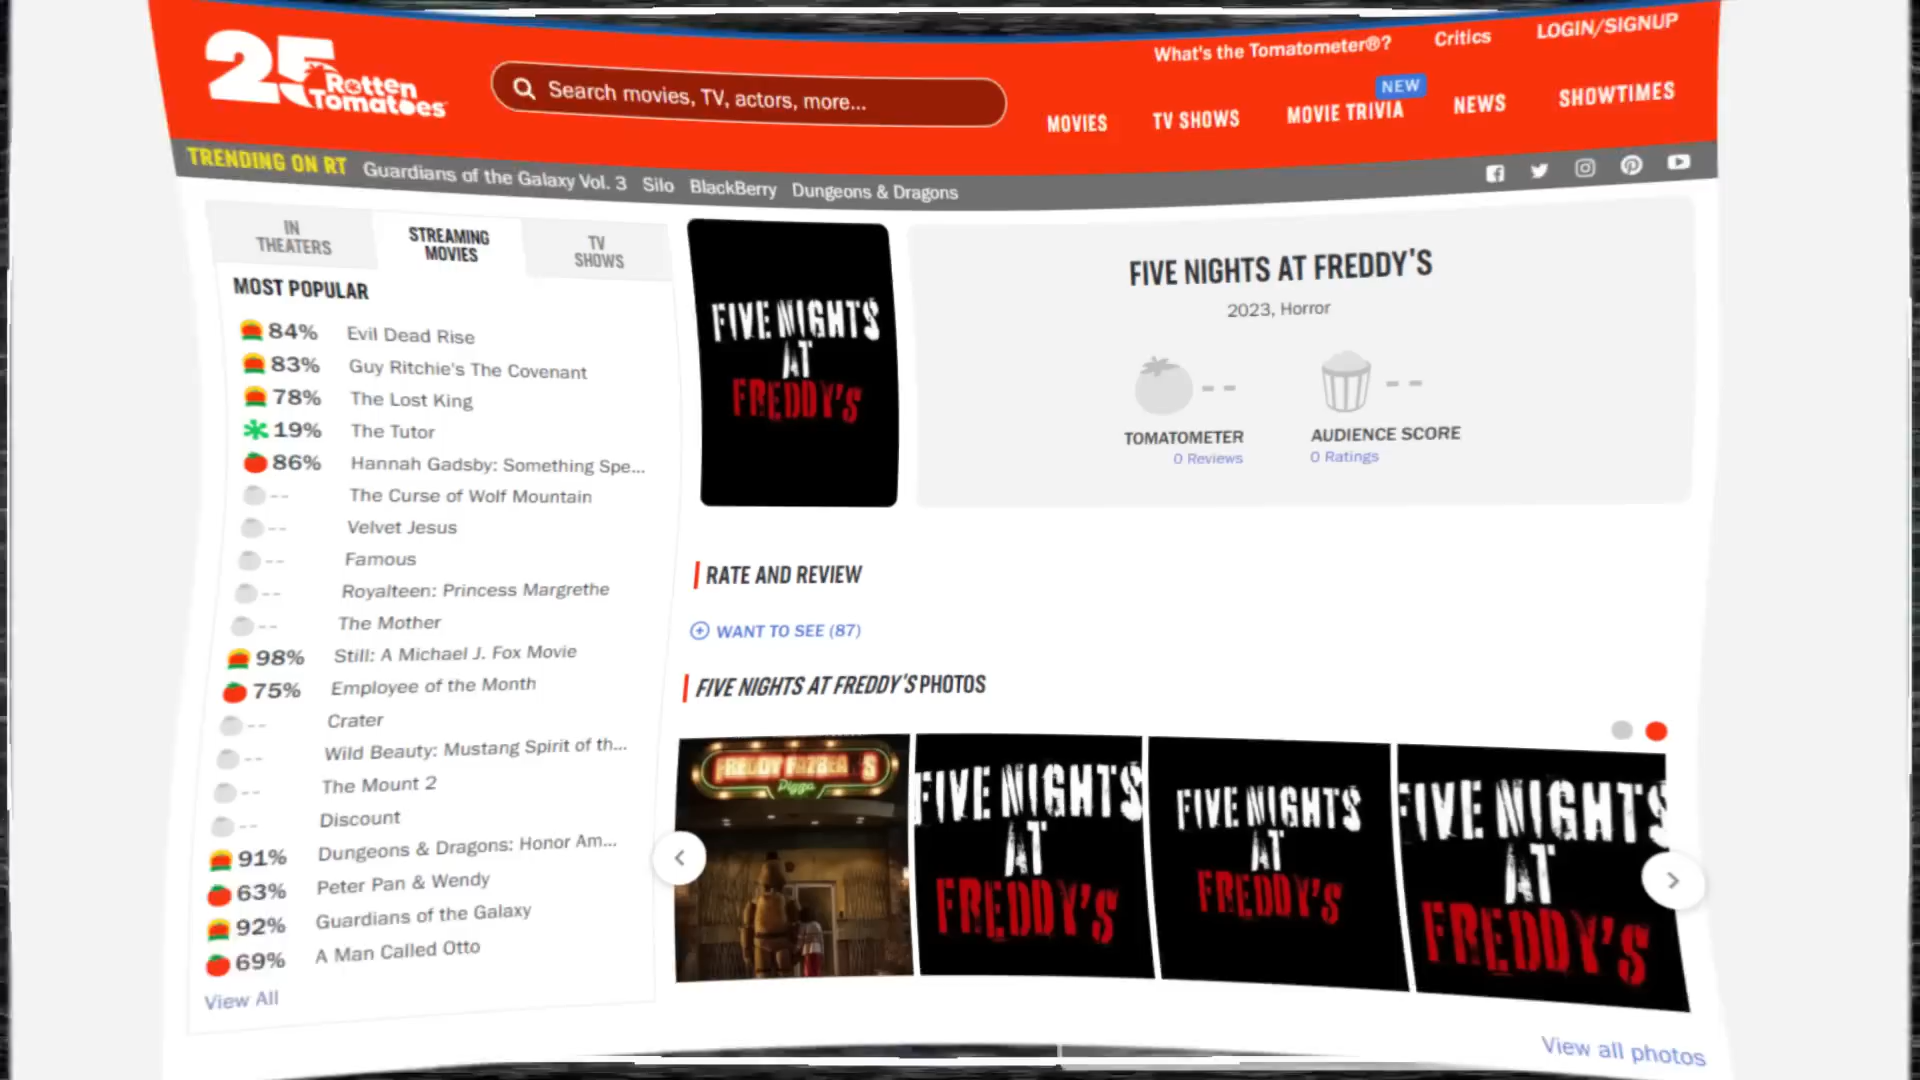 25 Rotten Tomatoes
Search movies, TV, actors, more...
What's the Tomatometer®?
Critics
LOGIN/SIGNUP
MOVIES
TV SHOWS
NEW
MOVIE TRIVIA
NEWS
SHOWTIMES
TRENDING ON RT Guardians of the Galaxy Vol. 3 Silo BlackBerry Dungeons & Dragons
IN THEATERS
STREAMING MOVIES
TV SHOWS
MOST POPULAR
84% Evil Dead Rise
83% Guy Ritchie's The Covenant
78% The Lost King
19% The Tutor
86% Hannah Gadsby: Something Spe...
-- The Curse of Wolf Mountain
-- Velvet Jesus
-- Famous
-- Royalteen: Princess Margrethe
-- The Mother
98% Still: A Michael J. Fox Movie
75% Employee of the Month
-- Crater
-- Wild Beauty: Mustang Spirit of th...
-- The Mount 2
-- Discount
91% Dungeons & Dragons: Honor Am...
63% Peter Pan & Wendy
92% Guardians of the Galaxy
69% A Man Called Otto
View All
FIVE NIGHTS
AT
FREDDY'S
FIVE NIGHTS AT FREDDY'S
2023, Horror
-- --
TOMATOMETER AUDIENCE SCORE
0 Reviews 0 Ratings
RATE AND REVIEW
WANT TO SEE (87)
FIVE NIGHTS AT FREDDY'S PHOTOS
FREDDY FAZBEAR'S
Pizza
FIVE NIGHTS
AT
FREDDY'S
FIVE NIGHTS
AT
FREDDY'S
FIVE NIGHTS
AT
FREDDY'S
View all photos